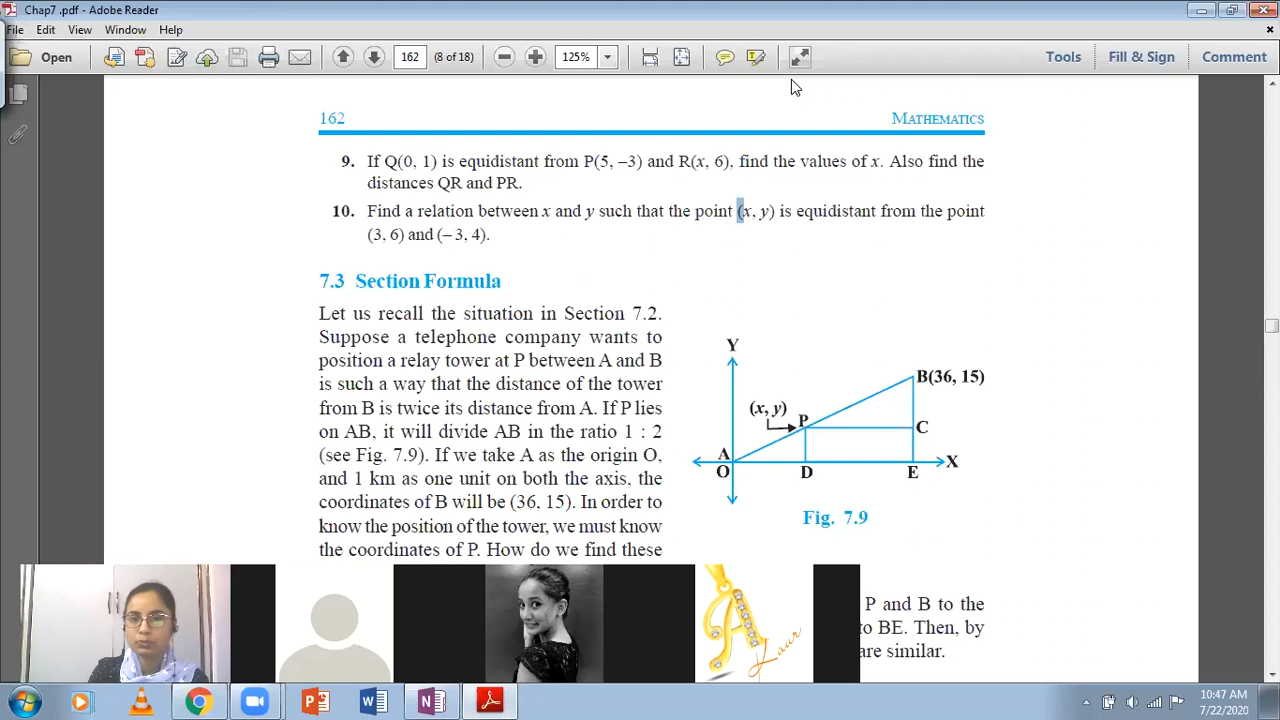 Chap7 .pdf - Adobe Reader
File Edit View Window Help
Open 162 (8 of 18) 125% Tools Fill & Sign Comment
162 MATHEMATICS
9. If Q(0, 1) is equidistant from P(5, –3) and R(x, 6), find the values of x. Also find the
distances QR and PR.
10. Find a relation between x and y such that the point (x, y) is equidistant from the point
(3, 6) and (– 3, 4).
7.3 Section Formula
Let us recall the situation in Section 7.2.
Suppose a telephone company wants to
position a relay tower at P between A and B
is such a way that the distance of the tower
from B is twice its distance from A. If P lies
on AB, it will divide AB in the ratio 1 : 2
(see Fig. 7.9). If we take A as the origin O,
and 1 km as one unit on both the axis, the
coordinates of B will be (36, 15). In order to
know the position of the tower, we must know
the coordinates of P. How do we find these
Y
B(36, 15)
(x, y)
P
C
A
X
O D E
Fig. 7.9
P and B to the
to BE. Then, by
are similar.
A
Kaur
10:47 AM
7/22/2020